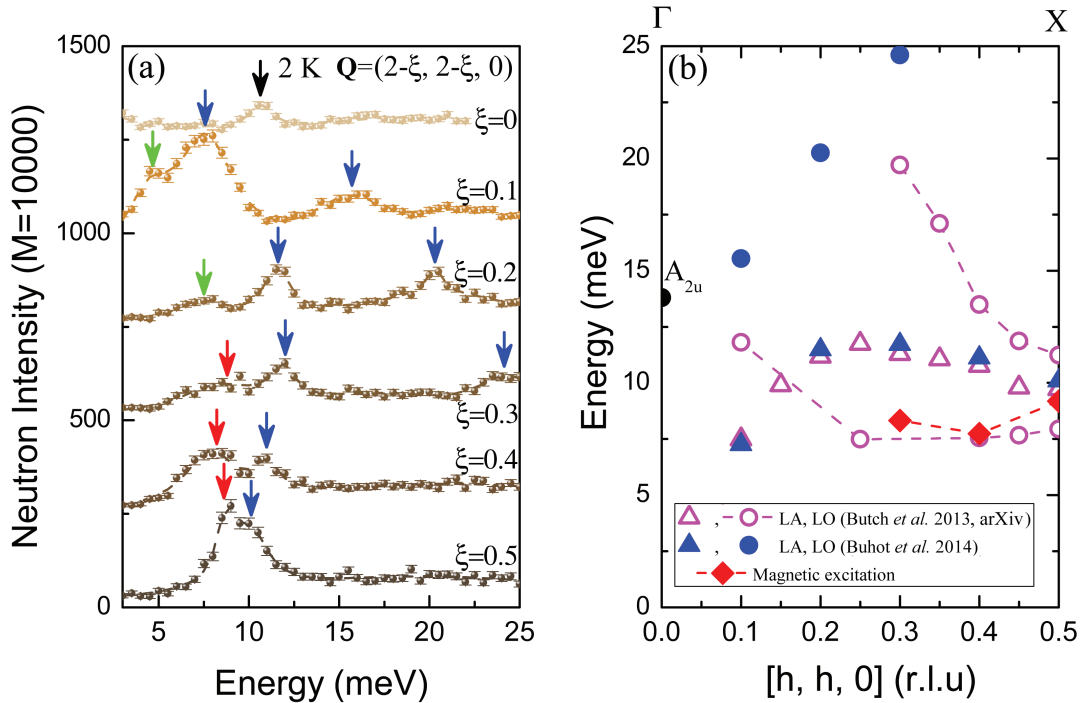 (a)
2 K Q=(2-ξ, 2-ξ, 0)
ξ=0
ξ=0.1
ξ=0.2
ξ=0.3
ξ=0.4
ξ=0.5
1500
1000
500
0
5 10 15 20 25
Neutron Intensity (M=10000)
Energy (meV)
Γ X
(b)
25
20
15
10
5
0
A2u
LA, LO (Butch et al. 2013, arXiv)
LA, LO (Buhot et al. 2014)
Magnetic excitation
0.0 0.1 0.2 0.3 0.4 0.5
Energy (meV)
[h, h, 0] (r.l.u)